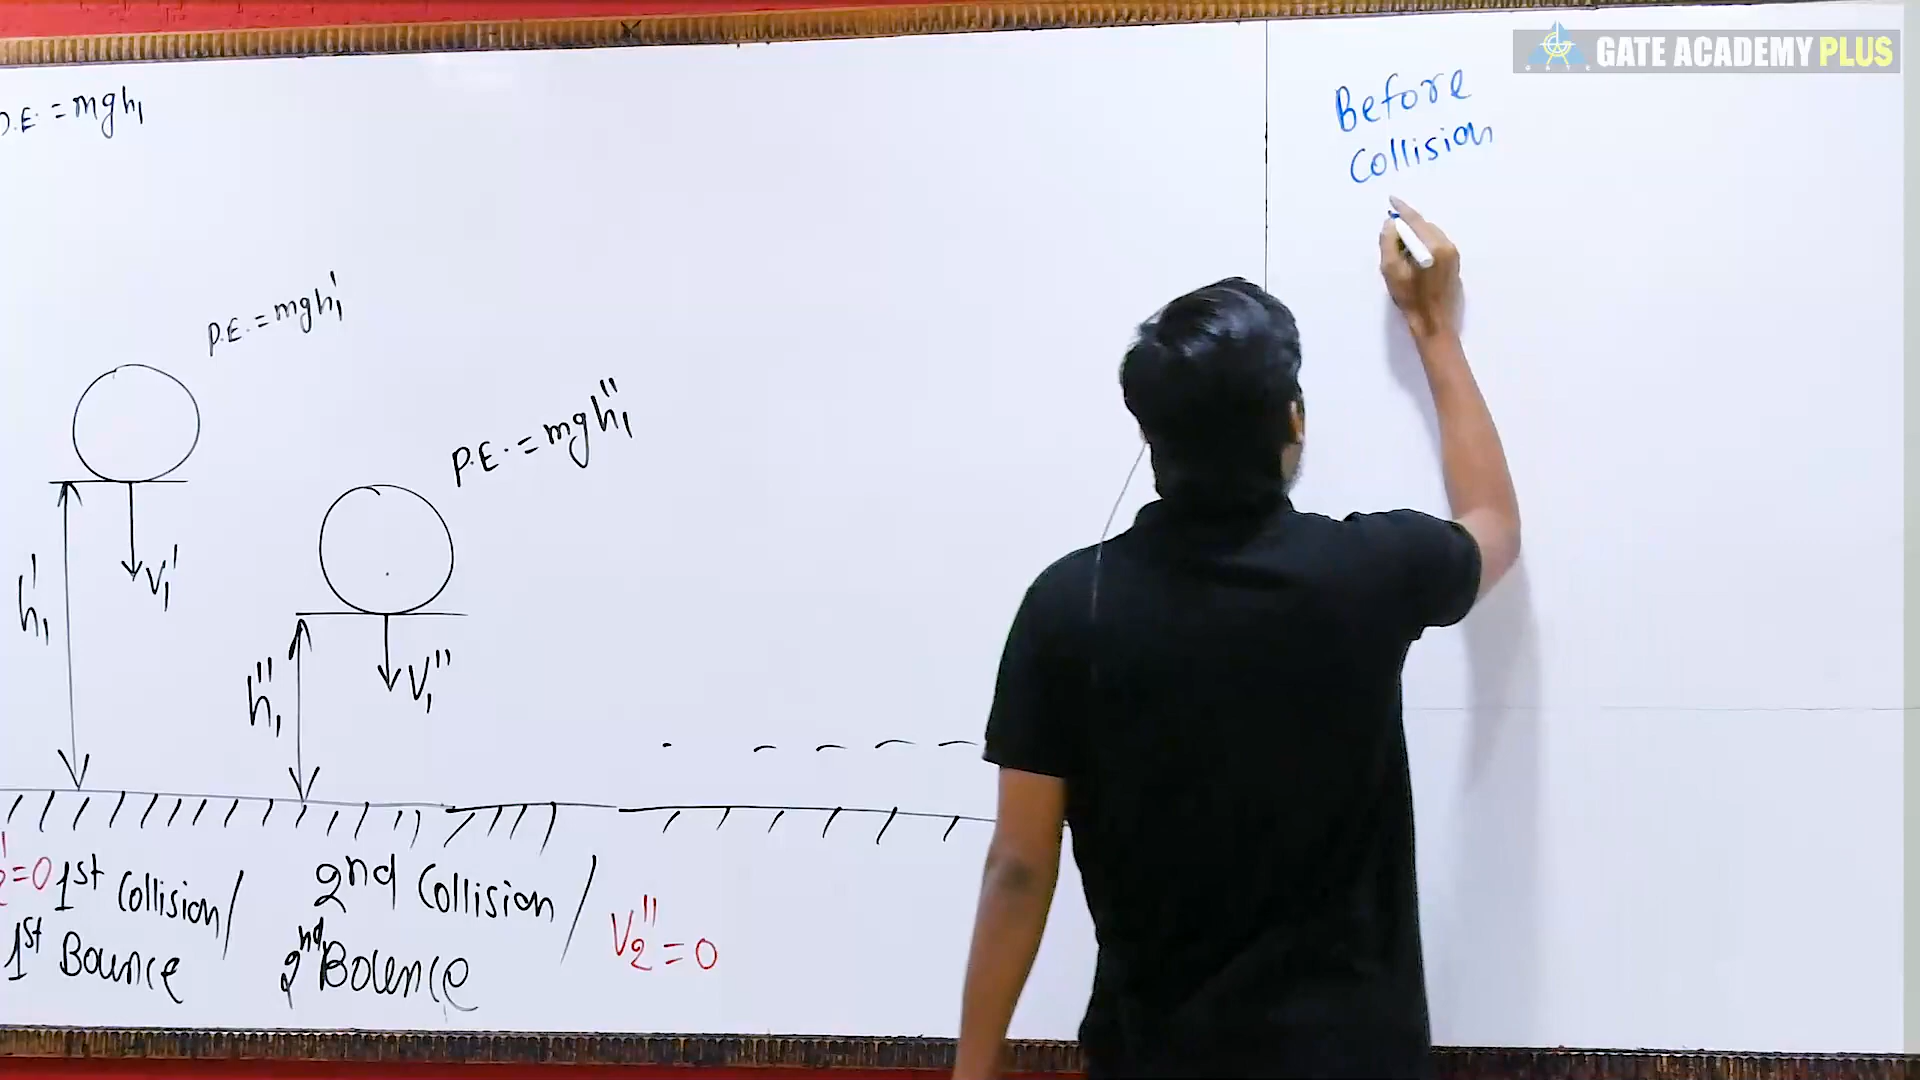 GATE ACADEMY PLUS
P.E. = mgh₁
Before
Collision
P.E. = mgh₁'
P.E. = mgh₁''
h₁'
V₁'
h₁''
V₁''
=0
1st Collision/
1st Bounce
2nd Collision/
2nd Bounce
V₂''=0